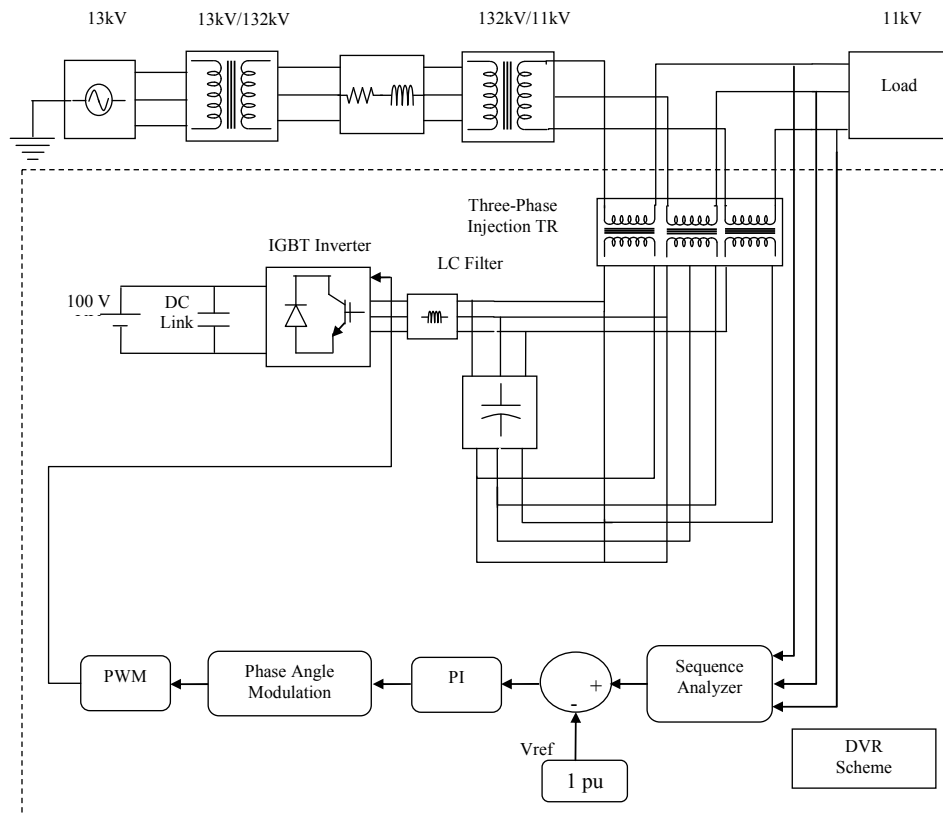 13kV
13kV/132kV
132kV/11kV
11kV
Load
Three-Phase
Injection TR
IGBT Inverter
LC Filter
100 V
DC
Link
PWM
Phase Angle
Modulation
PI
+
-
Sequence
Analyzer
Vref
1 pu
DVR
Scheme